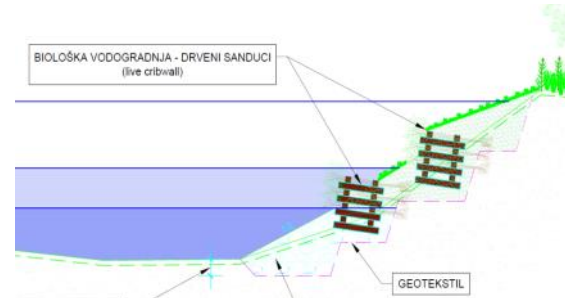 BIOLOŠKA VODOGRADNJA - DRVENI SANDUCI
(live cribwall)
GEOTEKSTIL